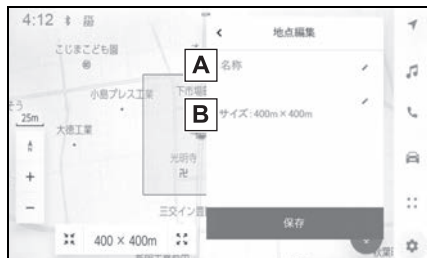 4:12
地点編集
こじまこども園
A
名称
小島プレス工業
下市場
B
サイズ:400m×400m
25m
大徳工業
光明寺
卍
三交イン豊
N
+
−
400 × 400m
保存